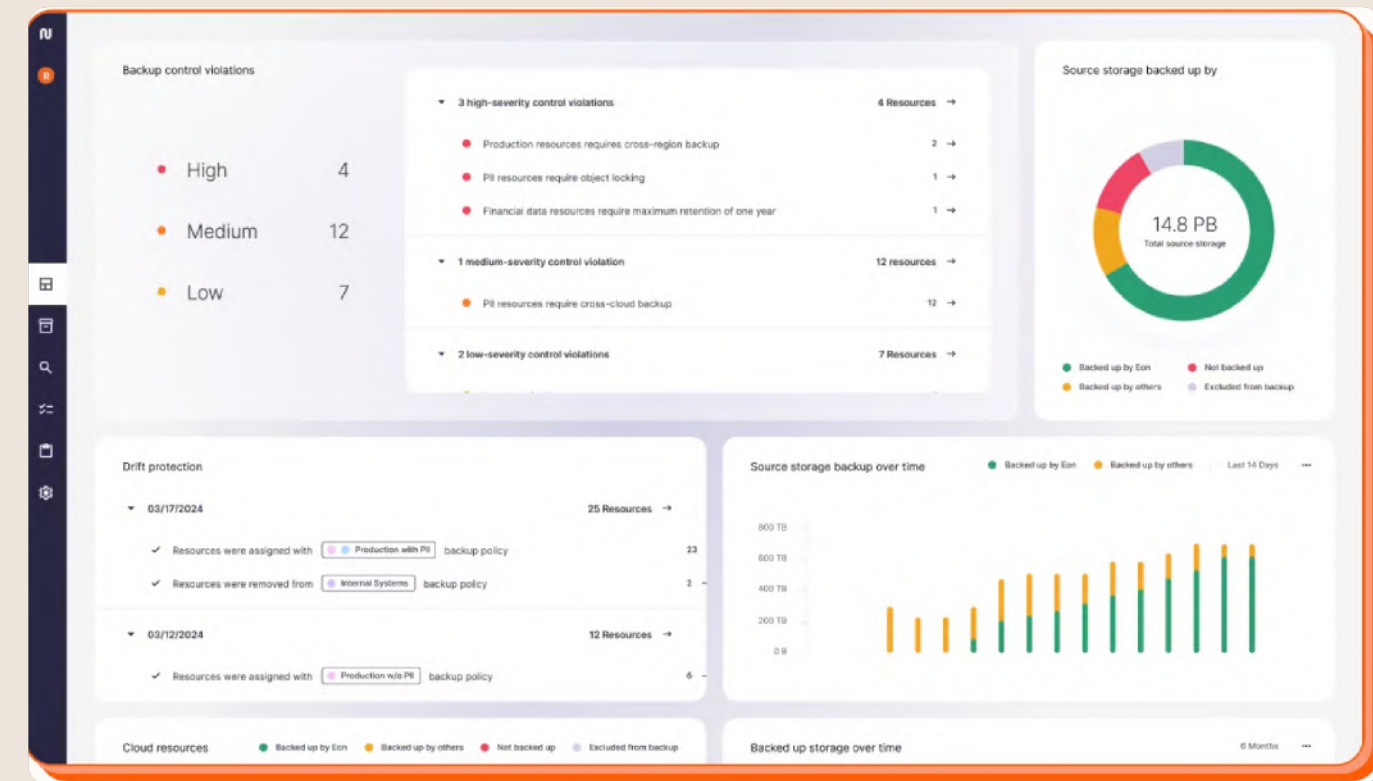 N
R
Backup control violations
High 4
Medium 12
Low 7
3 high-severity control violations 4 Resources →
Production resources requires cross-region backup 2 →
PII resources require object locking 1 →
Financial data resources require maximum retention of one year 1 →
1 medium-severity control violation 12 resources →
PII resources require cross-cloud backup 12 →
2 low-severity control violations 7 Resources →
Source storage backed up by
14.8 PB
Total source storage
Backed up by Eon Not backed up
Backed up by others Excluded from backup
Drift protection
03/17/2024 25 Resources →
Resources were assigned with Production with PII backup policy 23
Resources were removed from Internal Systems backup policy 2
03/12/2024 12 Resources →
Resources were assigned with Production w/o PII backup policy 6
Source storage backup over time Backed up by Eon Backed up by others Last 14 Days ...
800 TB
600 TB
400 TB
200 TB
0 B
Cloud resources Backed up by Eon Backed up by others Not backed up Excluded from backup
Backed up storage over time 6 Months ...